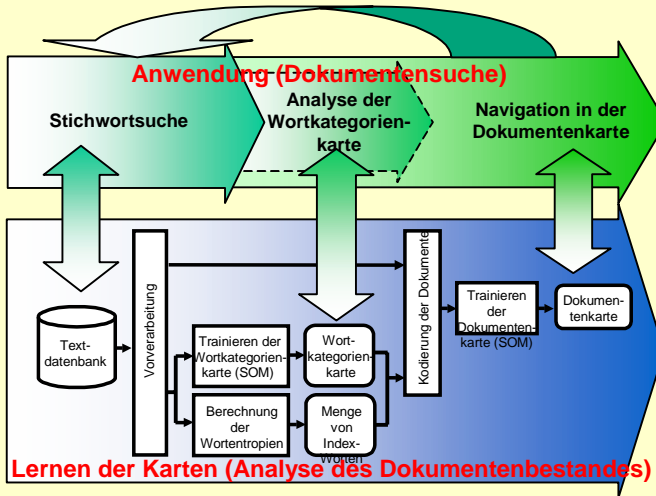 Anwendung (Dokumentensuche)
Stichwortsuche
Analyse der
Wortkategorien-
karte
Navigation in der
Dokumentenkarte
Text-
datenbank
Vorverarbeitung
Trainieren der
Wortkategorien-
karte (SOM)
Wort-
kategorien-
karte
Berechnung
der
Wortentropien
Menge
von
Index-
Worten
Kodierung der Dokumente
Trainieren
der
Dokumenten-
karte (SOM)
Dokumen-
tenkarte
Lernen der Karten (Analyse des Dokumentenbestandes)